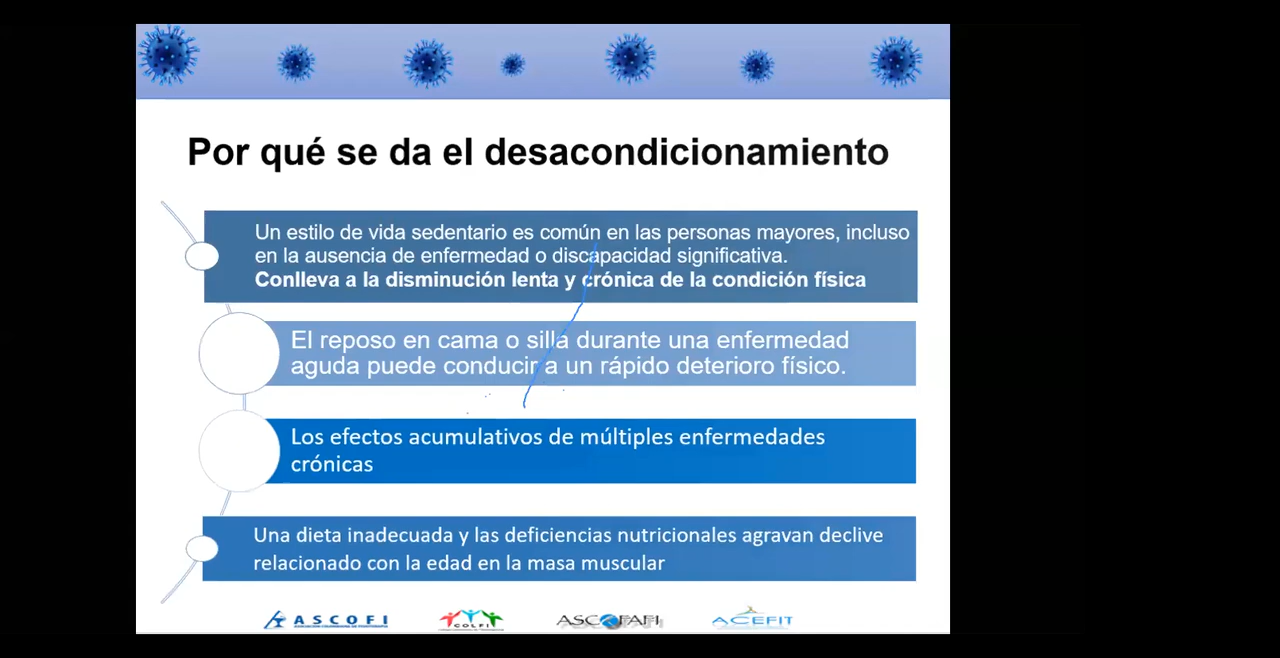 Por qué se da el desacondicionamiento
Un estilo de vida sedentario es común en las personas mayores, incluso
en la ausencia de enfermedad o discapacidad significativa.
Conlleva a la disminución lenta y crónica de la condición física
El reposo en cama o silla durante una enfermedad
aguda puede conducir a un rápido deterioro físico.
Los efectos acumulativos de múltiples enfermedades
crónicas
Una dieta inadecuada y las deficiencias nutricionales agravan declive
relacionado con la edad en la masa muscular
ASCOFI
COLFI
ASCOFAFI
ACEFIT